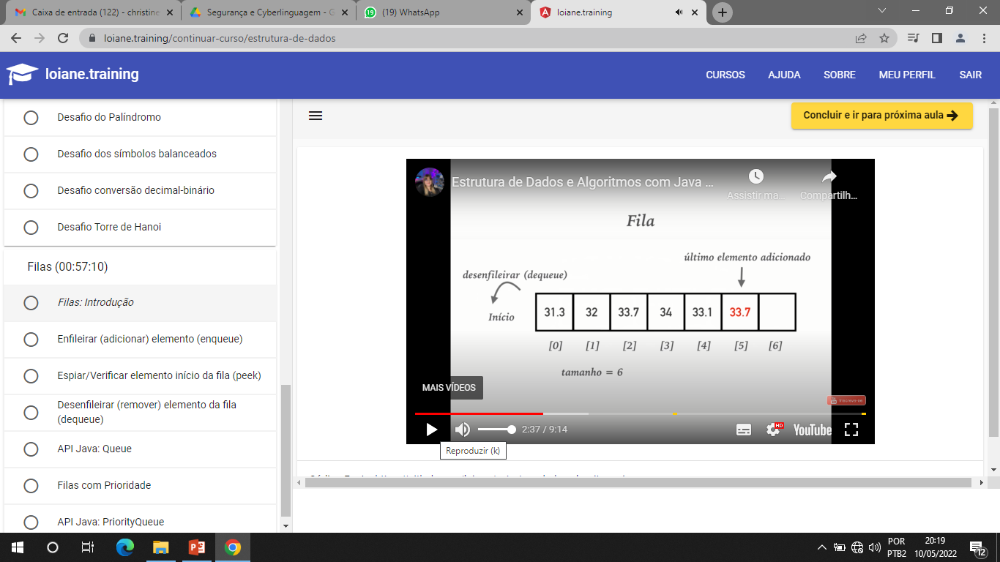 Caixa de entrada (122) - christine
Segurança e Cyberlinguagem - G
(19) WhatsApp
loiane.training
loiane.training/continuar-curso/estrutura-de-dados
loiane.training
CURSOS
AJUDA
SOBRE
MEU PERFIL
SAIR
Desafio do Palíndromo
Desafio dos símbolos balanceados
Desafio conversão decimal-binário
Desafio Torre de Hanoi
Filas (00:57:10)
Filas: Introdução
Enfileirar (adicionar) elemento (enqueue)
Espiar/Verificar elemento início da fila (peek)
Desenfileirar (remover) elemento da fila
(dequeue)
API Java: Queue
Filas com Prioridade
API Java: PriorityQueue
Concluir e ir para próxima aula
Estrutura de Dados e Algoritmos com Java ...
Assistir ma...
Compartilh...
Fila
último elemento adicionado
desenfileirar (dequeue)
Início
31.3 32 33.7 34 33.1 33.7
[0] [1] [2] [3] [4] [5] [6]
tamanho = 6
MAIS VÍDEOS
Inscreva-se
2:37 / 9:14
HD
YouTube
Reproduzir (k)
POR
PTB2
20:19
10/05/2022
12